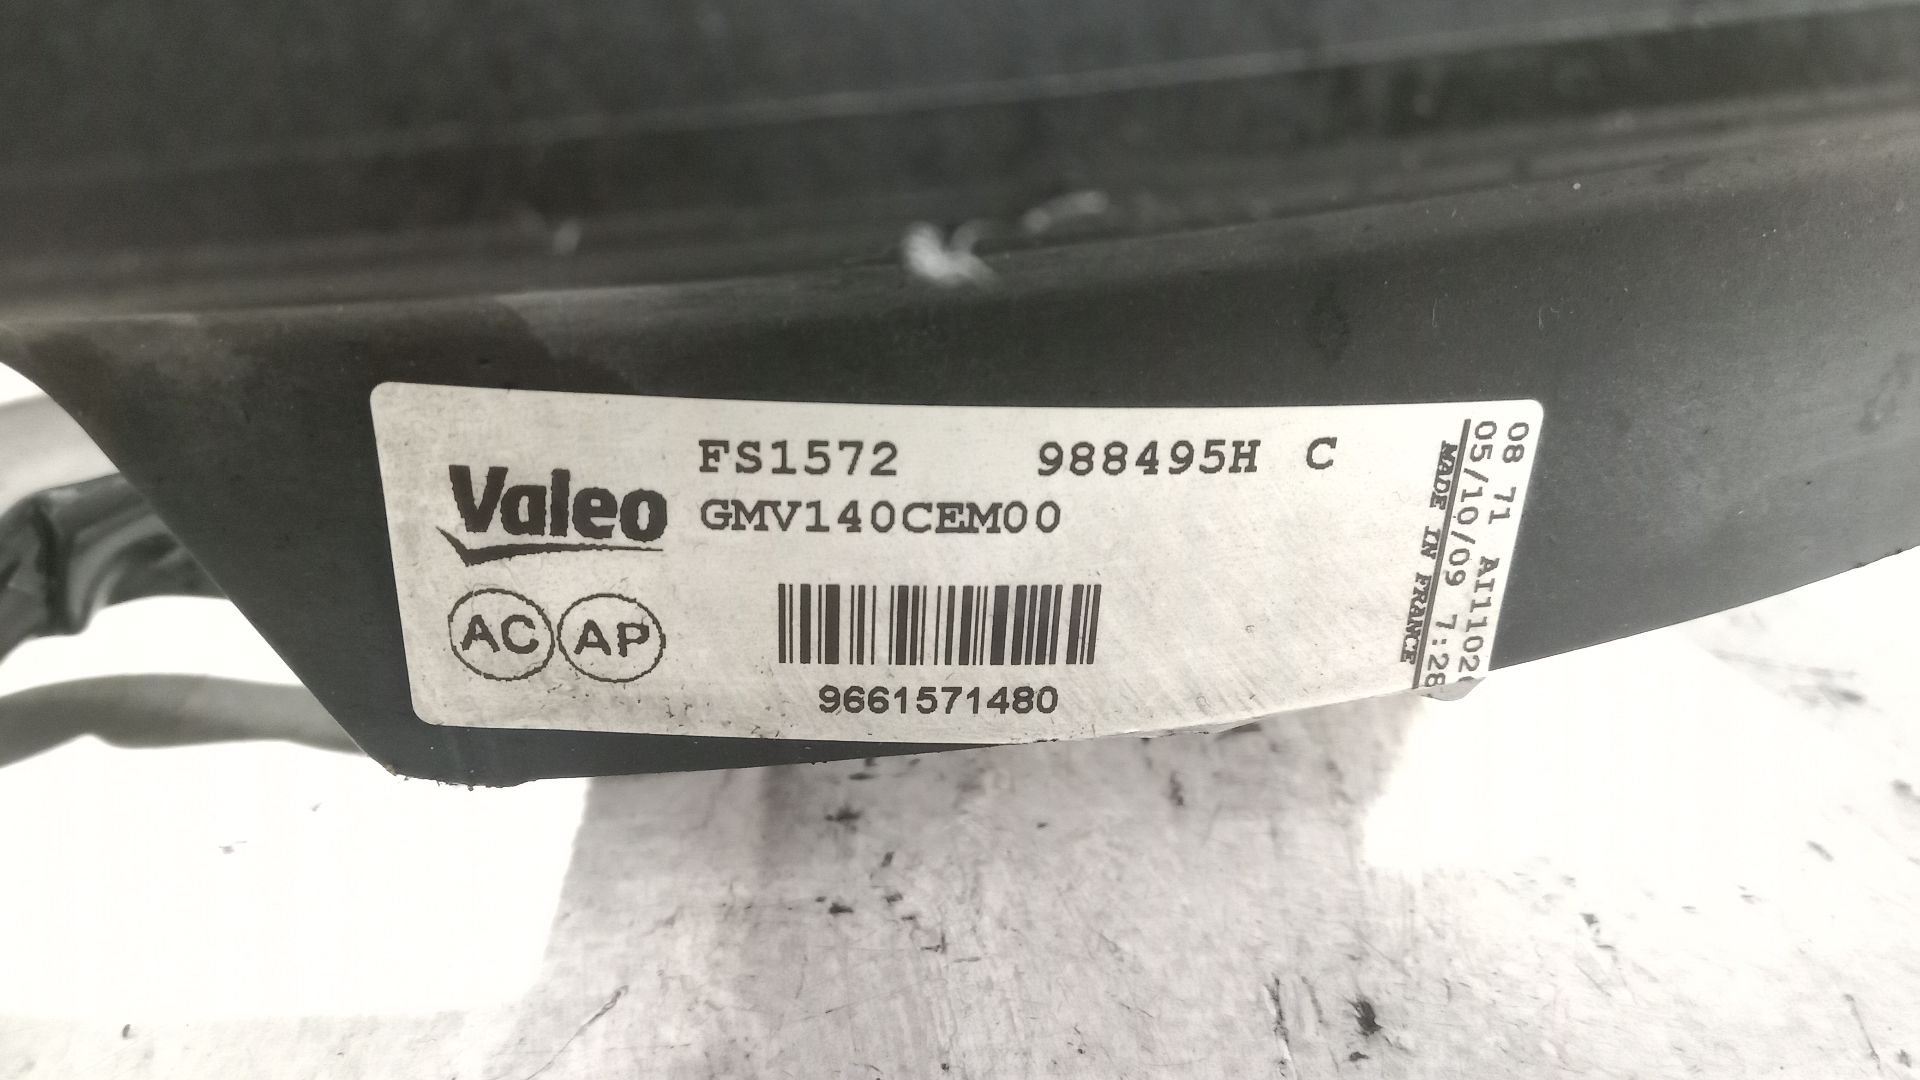 Valeo
FS1572 988495H C
GMV140CEM00
AC AP
9661571480
08 71 AI1102
05/10/09 7:28
MADE IN FRANCE